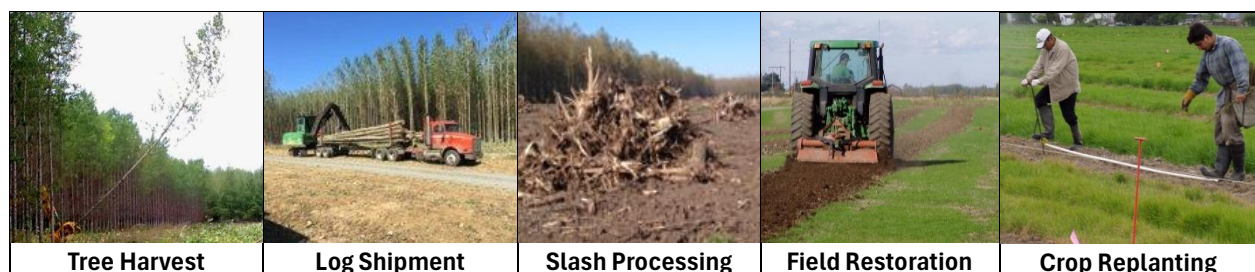 Tree Harvest
Log Shipment
Slash Processing
Field Restoration
Crop Replanting